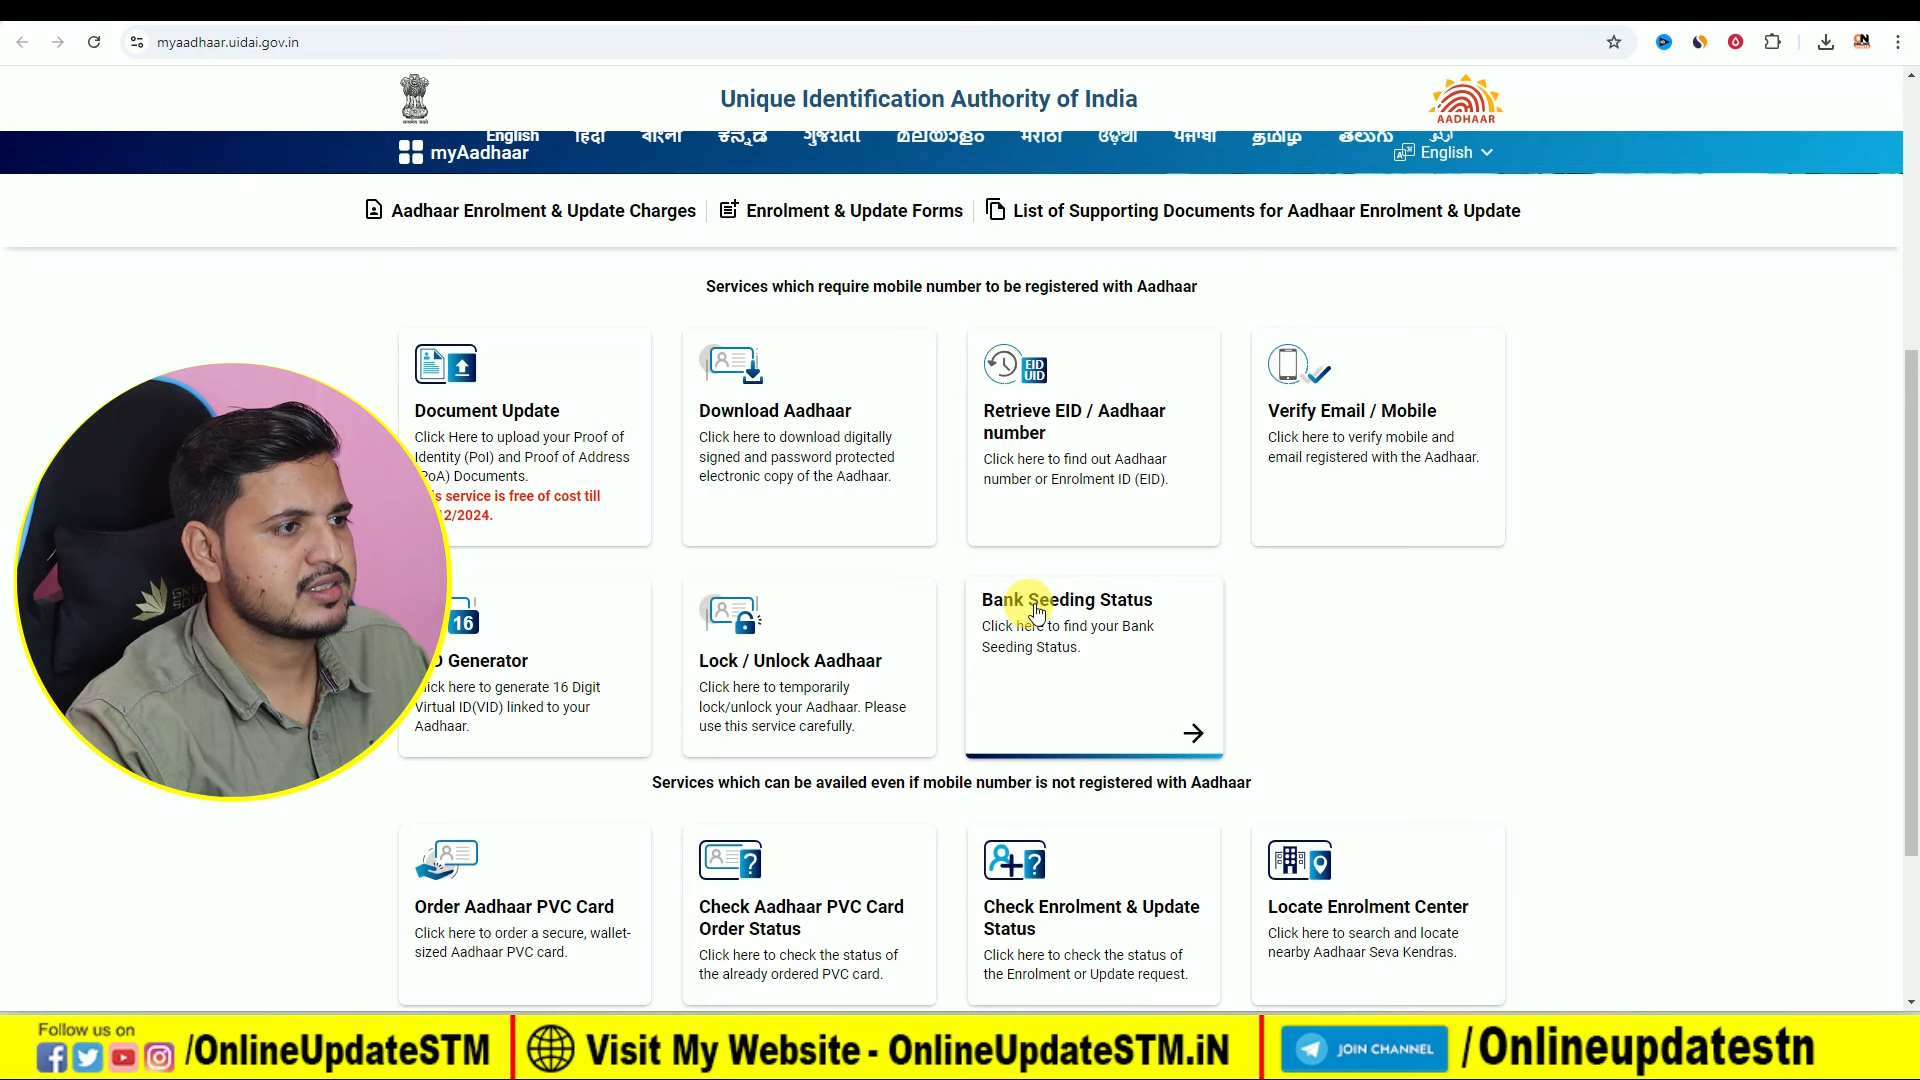 myaadhaar.uidai.gov.in
Unique Identification Authority of India
AADHAAR
English हिंदी বাংলা ಕನ್ನಡ ગુજરાતી മലയാളം मराठी ଓଡ଼ିଆ ਪੰਜਾਬੀ தமிழ் తెలుగు
myAadhaar
English
Aadhaar Enrolment & Update Charges
Enrolment & Update Forms
List of Supporting Documents for Aadhaar Enrolment & Update
Services which require mobile number to be registered with Aadhaar
Document Update
Click Here to upload your Proof of
Identity (PoI) and Proof of Address
PoA) Documents.
s service is free of cost till
12/2024.
Download Aadhaar
Click here to download digitally
signed and password protected
electronic copy of the Aadhaar.
EID
UID
Retrieve EID / Aadhaar
number
Click here to find out Aadhaar
number or Enrolment ID (EID).
Verify Email / Mobile
Click here to verify mobile and
email registered with the Aadhaar.
16
D Generator
lick here to generate 16 Digit
Virtual ID(VID) linked to your
Aadhaar.
Lock / Unlock Aadhaar
Click here to temporarily
lock/unlock your Aadhaar. Please
use this service carefully.
Bank Seeding Status
Click here to find your Bank
Seeding Status.
Services which can be availed even if mobile number is not registered with Aadhaar
Order Aadhaar PVC Card
Click here to order a secure, wallet-
sized Aadhaar PVC card.
Check Aadhaar PVC Card
Order Status
Click here to check the status of
the already ordered PVC card.
Check Enrolment & Update
Status
Click here to check the status of
the Enrolment or Update request.
Locate Enrolment Center
Click here to search and locate
nearby Aadhaar Seva Kendras.
Follow us on
/OnlineUpdateSTM
Visit My Website - OnlineUpdateSTM.iN
JOIN CHANNEL
/Onlineupdatestn